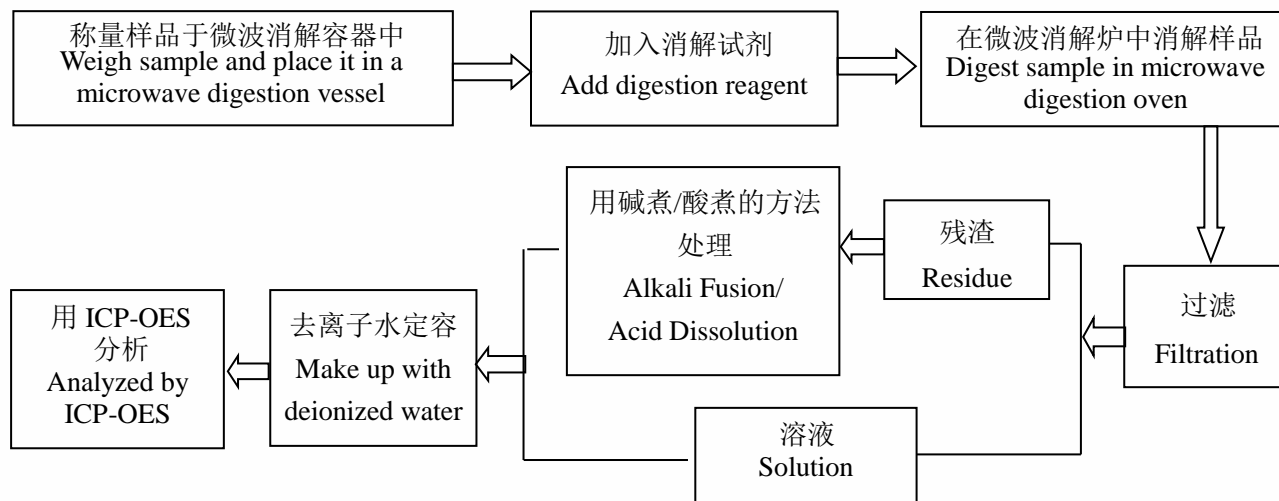 称量样品于微波消解容器中
Weigh sample and place it in a
microwave digestion vessel
加入消解试剂
Add digestion reagent
在微波消解炉中消解样品
Digest sample in microwave
digestion oven
过滤
Filtration
残渣
Residue
用碱煮/酸煮的方法
处理
Alkali Fusion/
Acid Dissolution
溶液
Solution
去离子水定容
Make up with
deionized water
用 ICP-OES
分析
Analyzed by
ICP-OES